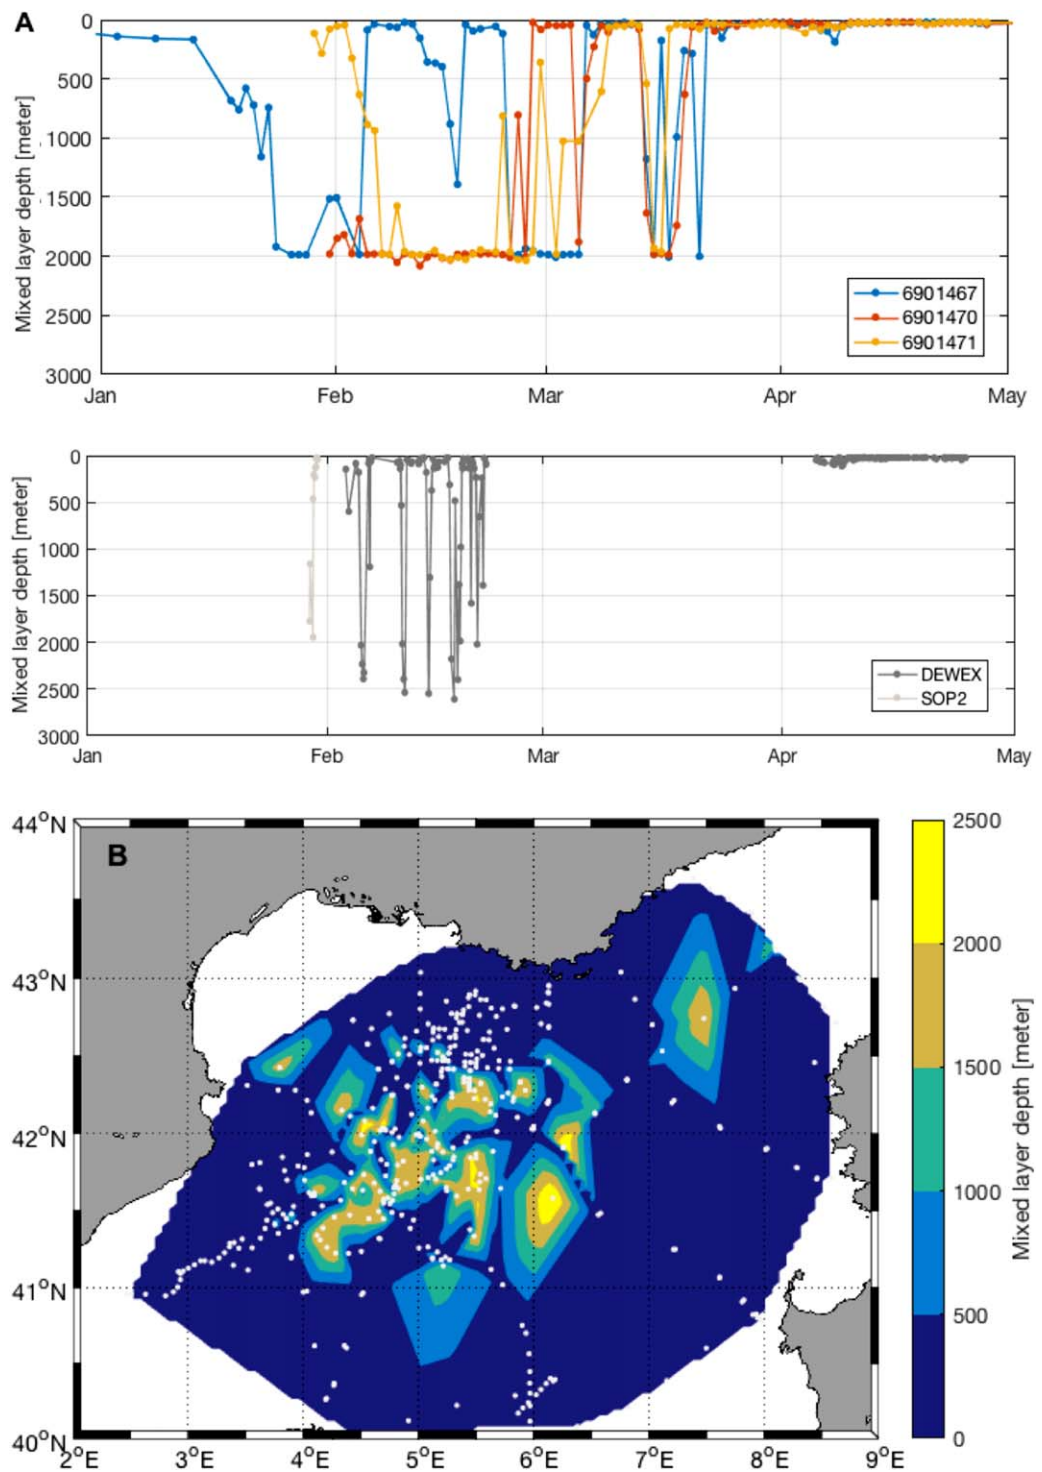 A
0
500
1000
1500
2000
2500
3000
Mixed layer depth [meter]
6901467
6901470
6901471
Jan Feb Mar Apr May
0
500
1000
1500
2000
2500
3000
Mixed layer depth [meter]
DEWEX
SOP2
Jan Feb Mar Apr May
B
44°N
43°N
42°N
41°N
40°N
2°E 3°E 4°E 5°E 6°E 7°E 8°E 9°E
2500
2000
1500
1000
500
0
Mixed layer depth [meter]